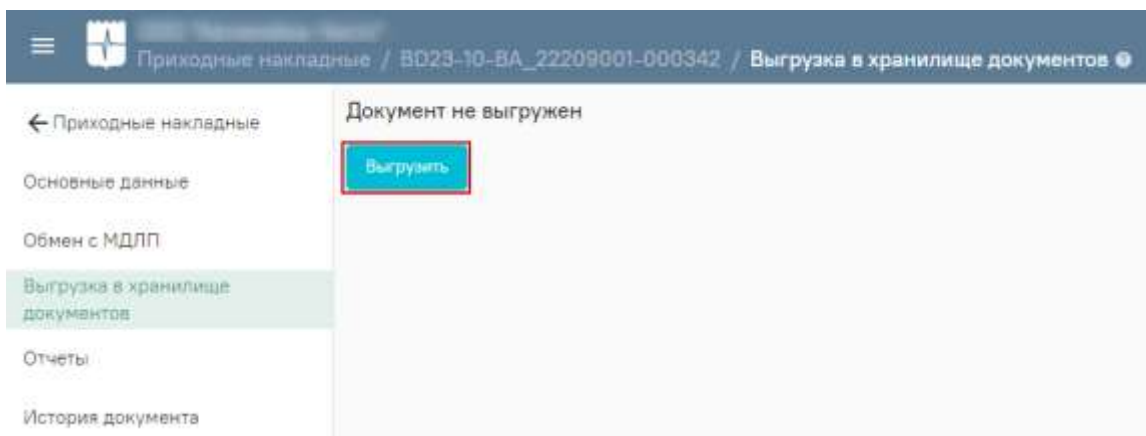 Приходные накладные / BD23-10-BA_22209001-000342 / Выгрузка в хранилище документов
← Приходные накладные
Документ не выгружен
Выгрузить
Основные данные
Обмен с МДЛП
Выгрузка в хранилище
документов
Отчеты
История документа